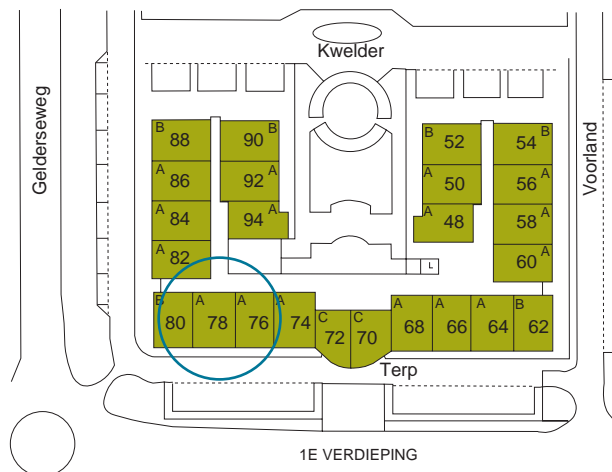 Kwelder
Gelderseweg
Voorland
B 88
90 B
B 52
54 B
A 86
92 A
A 50
56 A
A 84
94 A
A 48
58 A
A 82
60 A
L
B 80
A 78
A 76
A 74
C 72
C 70
A 68
A 66
A 64
B 62
Terp
1E VERDIEPING